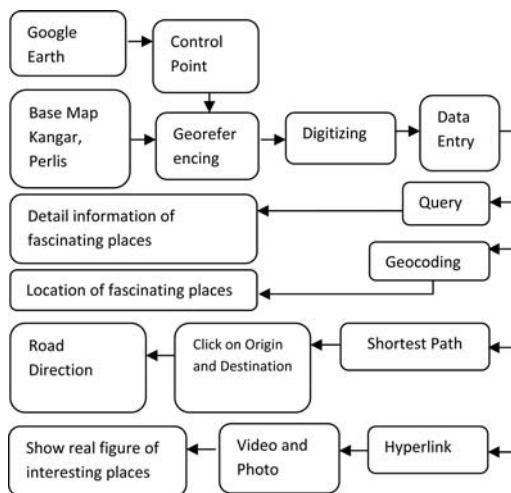 Google
Earth
Control
Point
Base Map
Kangar,
Perlis
Georefer
encing
Digitizing
Data
Entry
Query
Detail information of
fascinating places
Geocoding
Location of fascinating places
Shortest Path
Click on Origin
and Destination
Road
Direction
Hyperlink
Video and
Photo
Show real figure of
interesting places